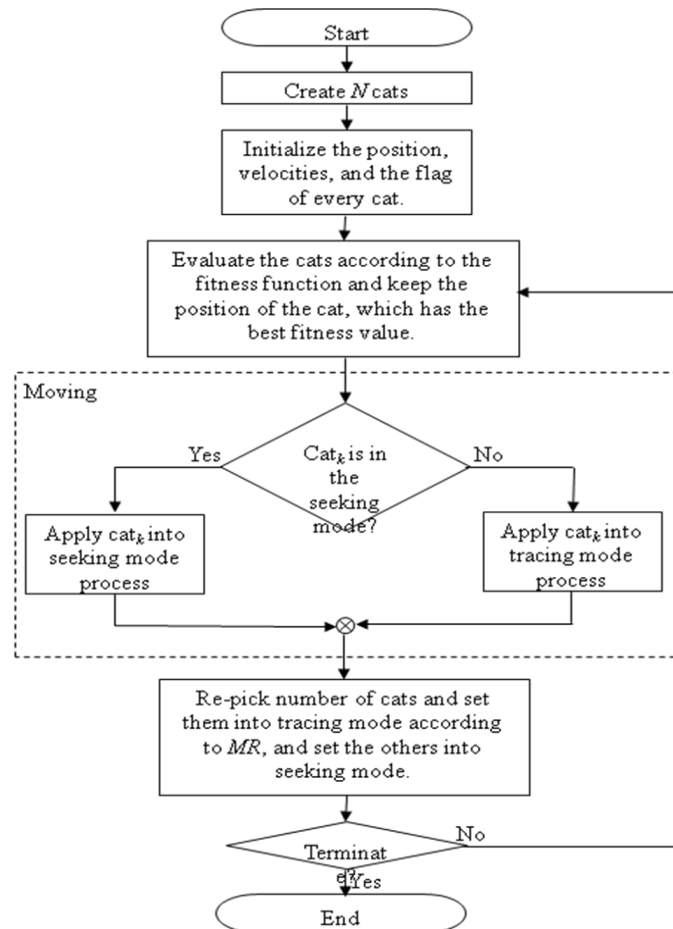 Start
Create N cats
Initialize the position,
velocities, and the flag
of every cat.
Evaluate the cats according to the
fitness function and keep the
position of the cat, which has the
best fitness value.
Moving
Yes
No
Catk is in
the
seeking
mode?
Apply catk into
seeking mode
process
Apply catk into
tracing mode
process
Re-pick number of cats and set
them into tracing mode according
to MR, and set the others into
seeking mode.
No
Terminat
e?
Yes
End